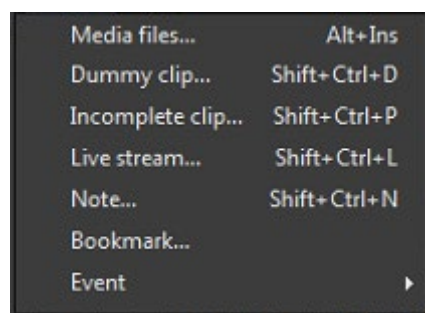 Media files... Alt+Ins
Dummy clip... Shift+Ctrl+D
Incomplete clip... Shift+Ctrl+P
Live stream... Shift+Ctrl+L
Note... Shift+Ctrl+N
Bookmark...
Event